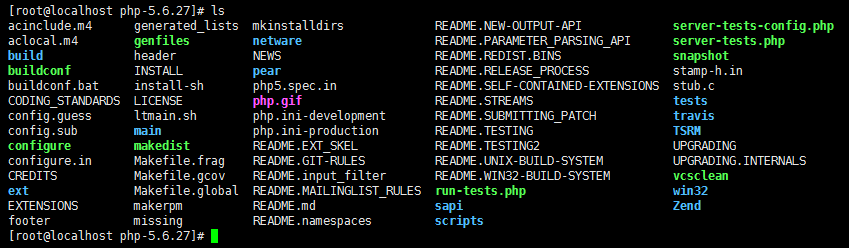 [root@localhost php-5.6.27]# ls
acinclude.m4 generated_lists mkinstalldirs README.NEW-OUTPUT-API server-tests-config.php
aclocal.m4 genfiles netware README.PARAMETER_PARSING_API server-tests.php
build header NEWS README.REDIST.BINS snapshot
buildconf INSTALL pear README.RELEASE_PROCESS stamp-h.in
buildconf.bat install-sh php5.spec.in README.SELF-CONTAINED-EXTENSIONS stub.c
CODING_STANDARDS LICENSE php.gif README.STREAMS tests
config.guess ltmain.sh php.ini-development README.SUBMITTING_PATCH travis
config.sub main php.ini-production README.TESTING TSRM
configure makedist README.EXT_SKEL README.TESTING2 UPGRADING
configure.in Makefile.frag README.GIT-RULES README.UNIX-BUILD-SYSTEM UPGRADING.INTERNALS
CREDITS Makefile.gcov README.input_filter README.WIN32-BUILD-SYSTEM vcsclean
ext Makefile.global README.MAILINGLIST_RULES run-tests.php win32
EXTENSIONS makerpm README.md sapi Zend
footer missing README.namespaces scripts
[root@localhost php-5.6.27]#